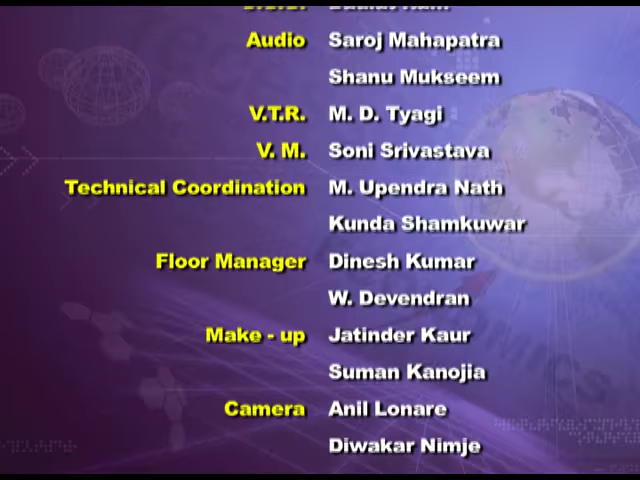 Audio Saroj Mahapatra
Shanu Mukseem
V.T.R. M. D. Tyagi
V. M. Soni Srivastava
Technical Coordination M. Upendra Nath
Kunda Shamkuwar
Floor Manager Dinesh Kumar
W. Devendran
Make - up Jatinder Kaur
Suman Kanojia
Camera Anil Lonare
Diwakar Nimje